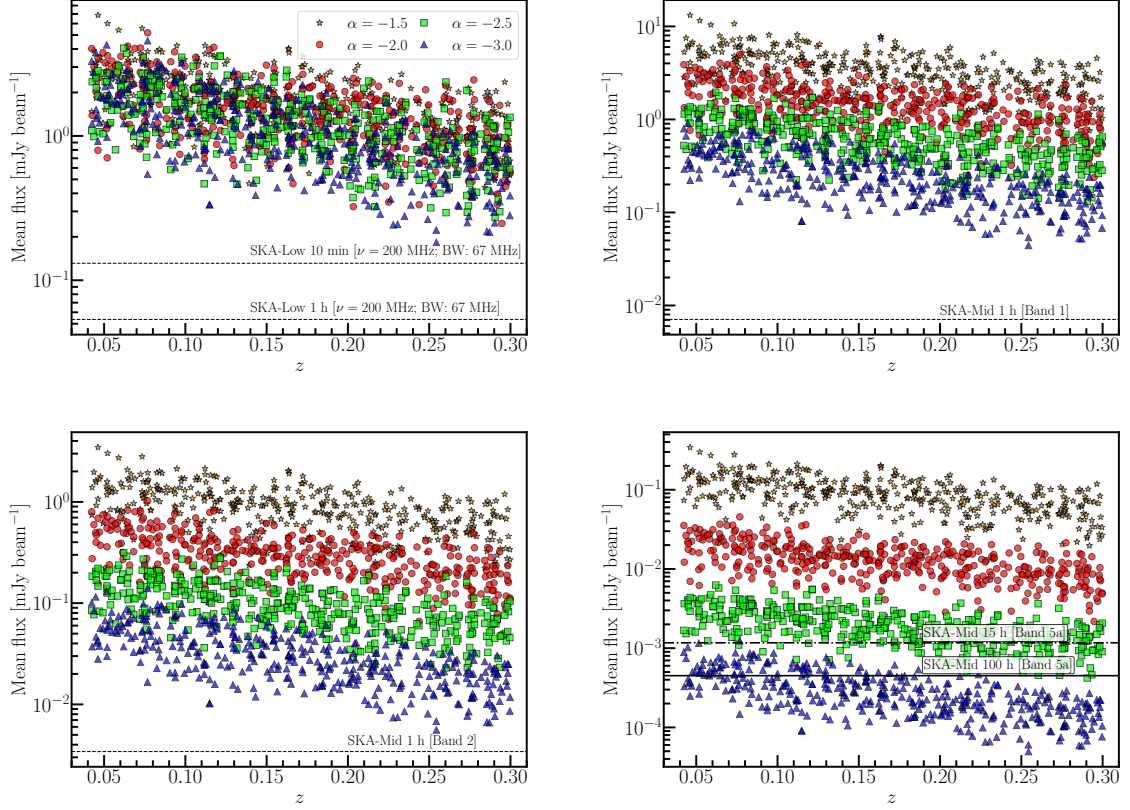 α = −1.5
α = −2.5
α = −2.0
α = −3.0
Mean flux [mJy beam⁻¹]
10⁰
10⁻¹
SKA-Low 10 min [ν = 200 MHz; BW: 67 MHz]
SKA-Low 1 h [ν = 200 MHz; BW: 67 MHz]
0.05 0.10 0.15 0.20 0.25 0.30
z
Mean flux [mJy beam⁻¹]
10¹
10⁰
10⁻¹
10⁻²
SKA-Mid 1 h [Band 1]
0.05 0.10 0.15 0.20 0.25 0.30
z
Mean flux [mJy beam⁻¹]
10⁰
10⁻¹
10⁻²
SKA-Mid 1 h [Band 2]
0.05 0.10 0.15 0.20 0.25 0.30
z
Mean flux [mJy beam⁻¹]
10⁻¹
10⁻²
10⁻³
10⁻⁴
SKA-Mid 15 h [Band 5a]
SKA-Mid 100 h [Band 5a]
0.05 0.10 0.15 0.20 0.25 0.30
z